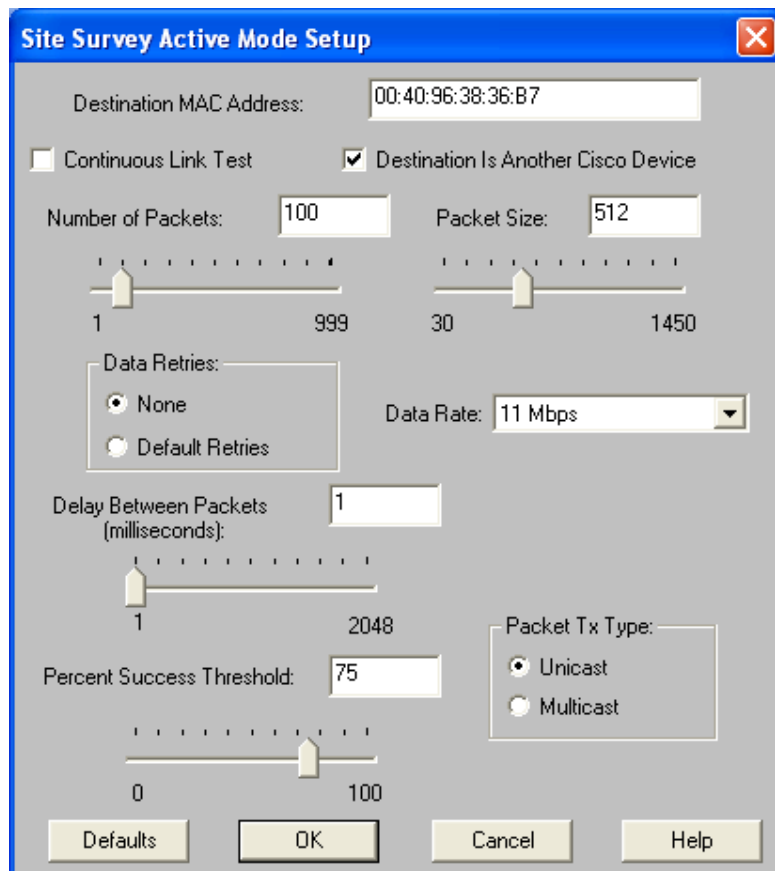 Site Survey Active Mode Setup
Destination MAC Address: 00:40:96:38:36:B7
Continuous Link Test Destination Is Another Cisco Device
Number of Packets: 100 Packet Size: 512
1 999 30 1450
Data Retries:
None
Data Rate: 11 Mbps
Default Retries
Delay Between Packets 1
(milliseconds):
1 2048
Packet Tx Type:
Percent Success Threshold: 75
Unicast
Multicast
0 100
Defaults OK Cancel Help